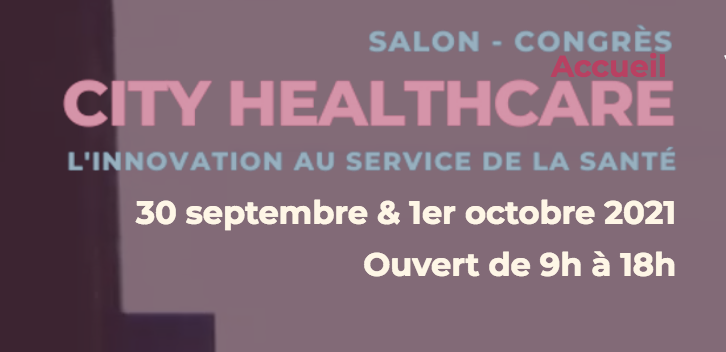 SALON - CONGRÈS
Accueil
CITY HEALTHCARE
L'INNOVATION AU SERVICE DE LA SANTÉ
30 septembre & 1er octobre 2021
Ouvert de 9h à 18h